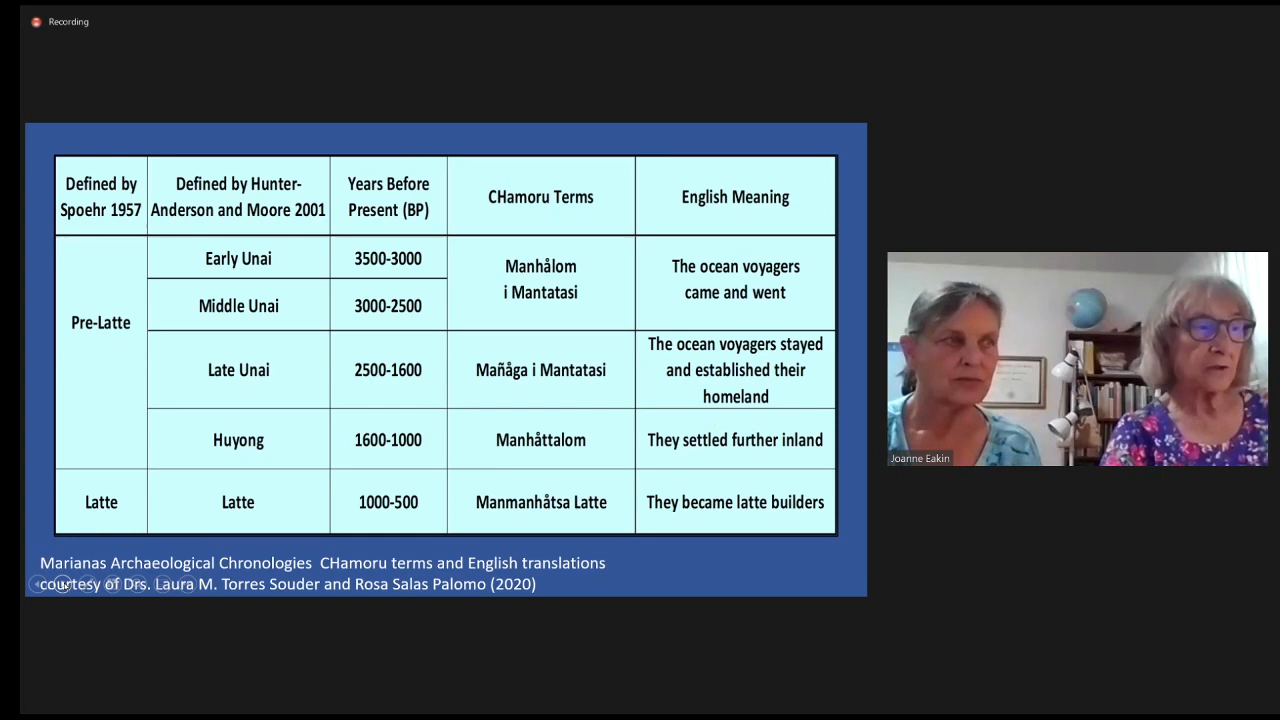 Recording
Defined by
Spoehr 1957
Defined by Hunter-
Anderson and Moore 2001
Years Before
Present (BP)
CHamoru Terms
English Meaning
Pre-Latte
Early Unai
3500-3000
Manhålom
i Mantatasi
The ocean voyagers
came and went
Middle Unai
3000-2500
Late Unai
2500-1600
Mañåga i Mantatasi
The ocean voyagers stayed
and established their
homeland
Huyong
1600-1000
Manhåttalom
They settled further inland
Latte
Latte
1000-500
Manmanhåtsa Latte
They became latte builders
Marianas Archaeological Chronologies CHamoru terms and English translations
courtesy of Drs. Laura M. Torres Souder and Rosa Salas Palomo (2020)
Joanne Eakin